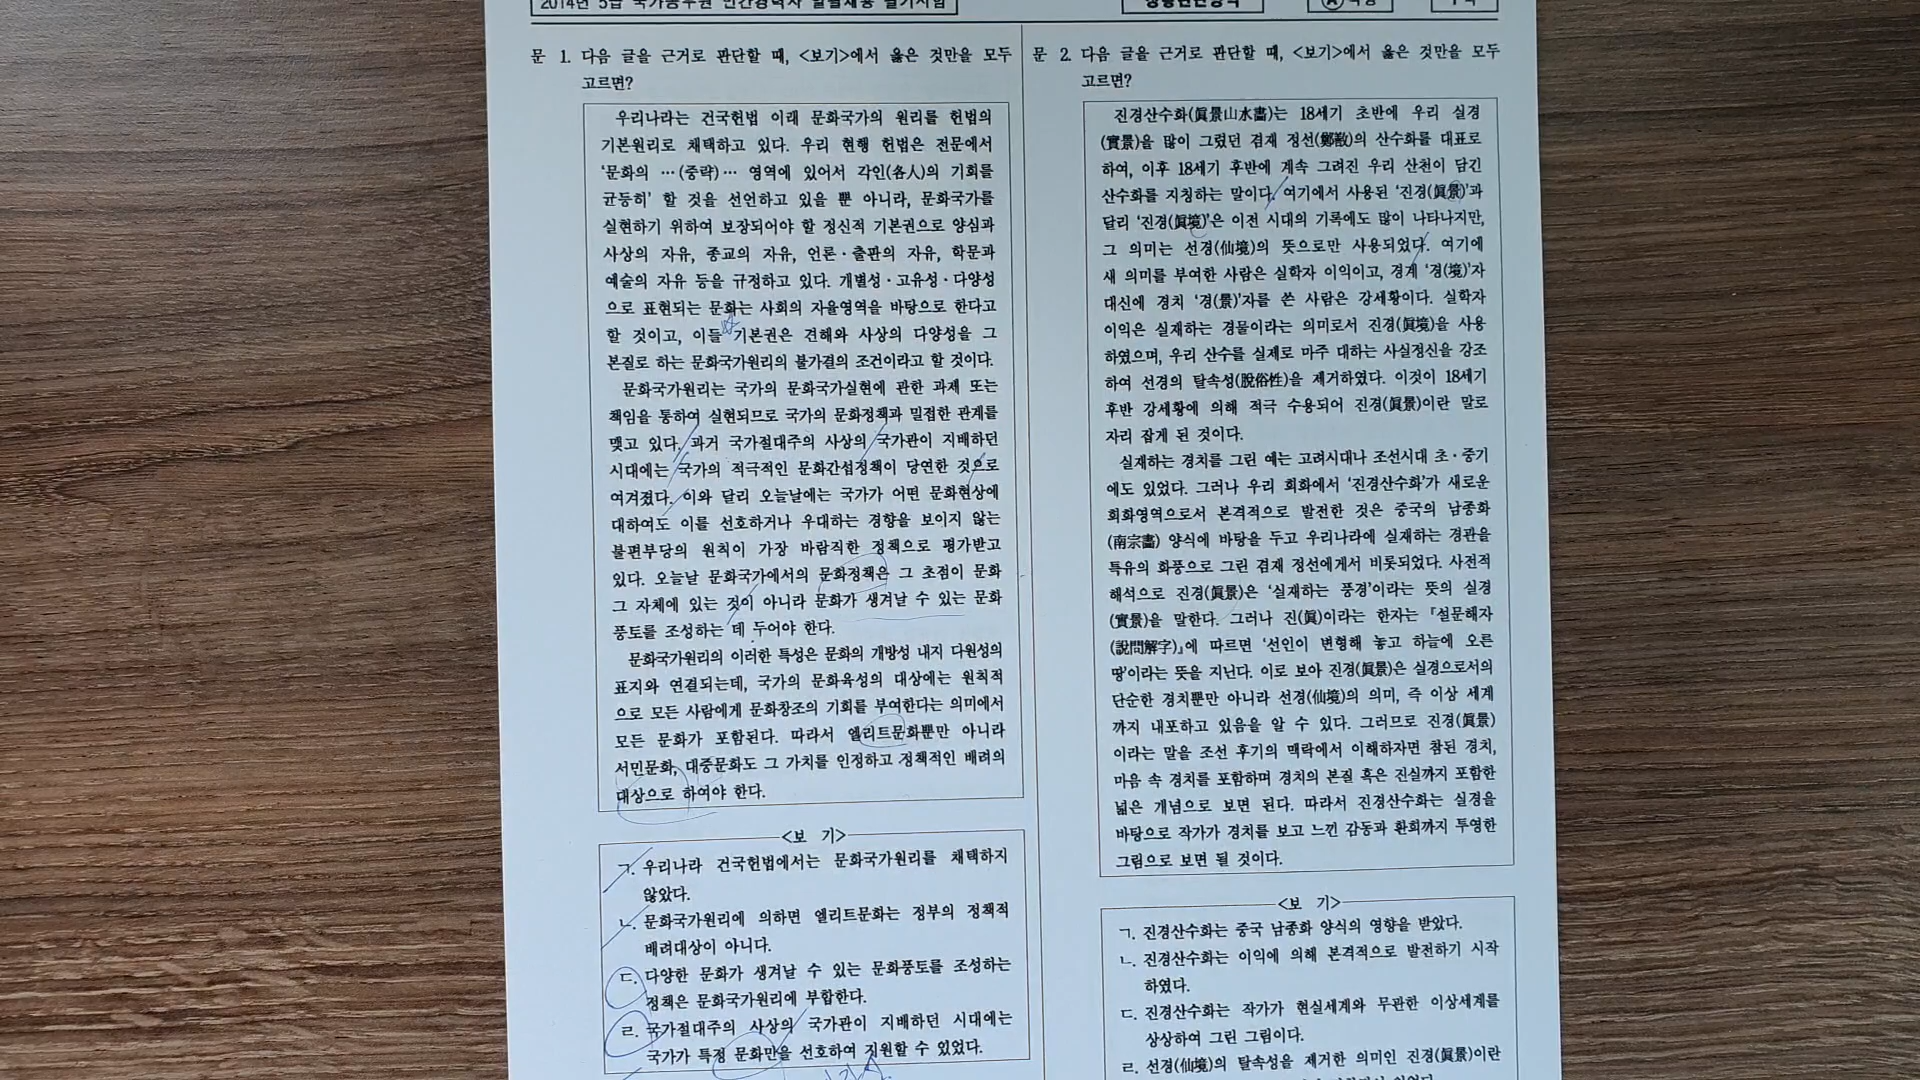 2014년 5급 국가공무원 민간경력자 일괄채용 필기시험
상황판단영역
문 1. 다음 글을 근거로 판단할 때, <보기>에서 옳은 것만을 모두
고르면?
우리나라는 건국헌법 이래 문화국가의 원리를 헌법의
기본원리로 채택하고 있다. 우리 현행 헌법은 전문에서
‘문화의 …(중략)… 영역에 있어서 각인(各人)의 기회를
균등히’ 할 것을 선언하고 있을 뿐 아니라, 문화국가를
실현하기 위하여 보장되어야 할 정신적 기본권으로 양심과
사상의 자유, 종교의 자유, 언론·출판의 자유, 학문과
예술의 자유 등을 규정하고 있다. 개별성·고유성·다양성
으로 표현되는 문화는 사회의 자율영역을 바탕으로 한다고
할 것이고, 이들 기본권은 견해와 사상의 다양성을 그
본질로 하는 문화국가원리의 불가결의 조건이라고 할 것이다.
문화국가원리는 국가의 문화국가실현에 관한 과제 또는
책임을 통하여 실현되므로 국가의 문화정책과 밀접한 관계를
맺고 있다. 과거 국가절대주의 사상의 국가관이 지배하던
시대에는 국가의 적극적인 문화간섭정책이 당연한 것으로
여겨졌다. 이와 달리 오늘날에는 국가가 어떤 문화현상에
대하여도 이를 선호하거나 우대하는 경향을 보이지 않는
불편부당의 원칙이 가장 바람직한 정책으로 평가받고
있다. 오늘날 문화국가에서의 문화정책은 그 초점이 문화
그 자체에 있는 것이 아니라 문화가 생겨날 수 있는 문화
풍토를 조성하는 데 두어야 한다.
문화국가원리의 이러한 특성은 문화의 개방성 내지 다원성의
표지와 연결되는데, 국가의 문화육성의 대상에는 원칙적
으로 모든 사람에게 문화창조의 기회를 부여한다는 의미에서
모든 문화가 포함된다. 따라서 엘리트문화뿐만 아니라
서민문화, 대중문화도 그 가치를 인정하고 정책적인 배려의
대상으로 하여야 한다.
<보 기>
ㄱ. 우리나라 건국헌법에서는 문화국가원리를 채택하지
않았다.
ㄴ. 문화국가원리에 의하면 엘리트문화는 정부의 정책적
배려대상이 아니다.
ㄷ. 다양한 문화가 생겨날 수 있는 문화풍토를 조성하는
정책은 문화국가원리에 부합한다.
ㄹ. 국가절대주의 사상의 국가관이 지배하던 시대에는
국가가 특정 문화만을 선호하여 지원할 수 있었다.
문 2. 다음 글을 근거로 판단할 때, <보기>에서 옳은 것만을 모두
고르면?
진경산수화(眞景山水畵)는 18세기 초반에 우리 실경
(實景)을 많이 그렸던 겸재 정선(鄭敾)의 산수화를 대표로
하여, 이후 18세기 후반에 계속 그려진 우리 산천이 담긴
산수화를 지칭하는 말이다. 여기에서 사용된 ‘진경(眞景)’과
달리 ‘진경(眞境)’은 이전 시대의 기록에도 많이 나타나지만,
그 의미는 선경(仙境)의 뜻으로만 사용되었다. 여기에
새 의미를 부여한 사람은 실학자 이익이고, 경계 ‘경(境)’자
대신에 경치 ‘경(景)’자를 쓴 사람은 강세황이다. 실학자
이익은 실재하는 경물이라는 의미로서 진경(眞境)을 사용
하였으며, 우리 산수를 실제로 마주 대하는 사실정신을 강조
하여 선경의 탈속성(脫俗性)을 제거하였다. 이것이 18세기
후반 강세황에 의해 적극 수용되어 진경(眞景)이란 말로
자리 잡게 된 것이다.
실재하는 경치를 그린 예는 고려시대나 조선시대 초·중기
에도 있었다. 그러나 우리 회화에서 ‘진경산수화’가 새로운
회화영역으로서 본격적으로 발전한 것은 중국의 남종화
(南宗畵) 양식에 바탕을 두고 우리나라에 실재하는 경관을
특유의 화풍으로 그린 겸재 정선에게서 비롯되었다. 사전적
해석으로 진경(眞景)은 ‘실재하는 풍경’이라는 뜻의 실경
(實景)을 말한다. 그러나 진(眞)이라는 한자는 『설문해자
(說問解字)』에 따르면 ‘선인이 변형해 놓고 하늘에 오른
땅’이라는 뜻을 지닌다. 이로 보아 진경(眞景)은 실경으로서의
단순한 경치뿐만 아니라 선경(仙境)의 의미, 즉 이상 세계
까지 내포하고 있음을 알 수 있다. 그러므로 진경(眞景)
이라는 말을 조선 후기의 맥락에서 이해하자면 참된 경치,
마음 속 경치를 포함하며 경치의 본질 혹은 진실까지 포함한
넓은 개념으로 보면 된다. 따라서 진경산수화는 실경을
바탕으로 작가가 경치를 보고 느낀 감동과 환희까지 투영한
그림으로 보면 될 것이다.
<보 기>
ㄱ. 진경산수화는 중국 남종화 양식의 영향을 받았다.
ㄴ. 진경산수화는 이익에 의해 본격적으로 발전하기 시작
하였다.
ㄷ. 진경산수화는 작가가 현실세계와 무관한 이상세계를
상상하여 그린 그림이다.
ㄹ. 선경(仙境)의 탈속성을 제거한 의미인 진경(眞景)이란